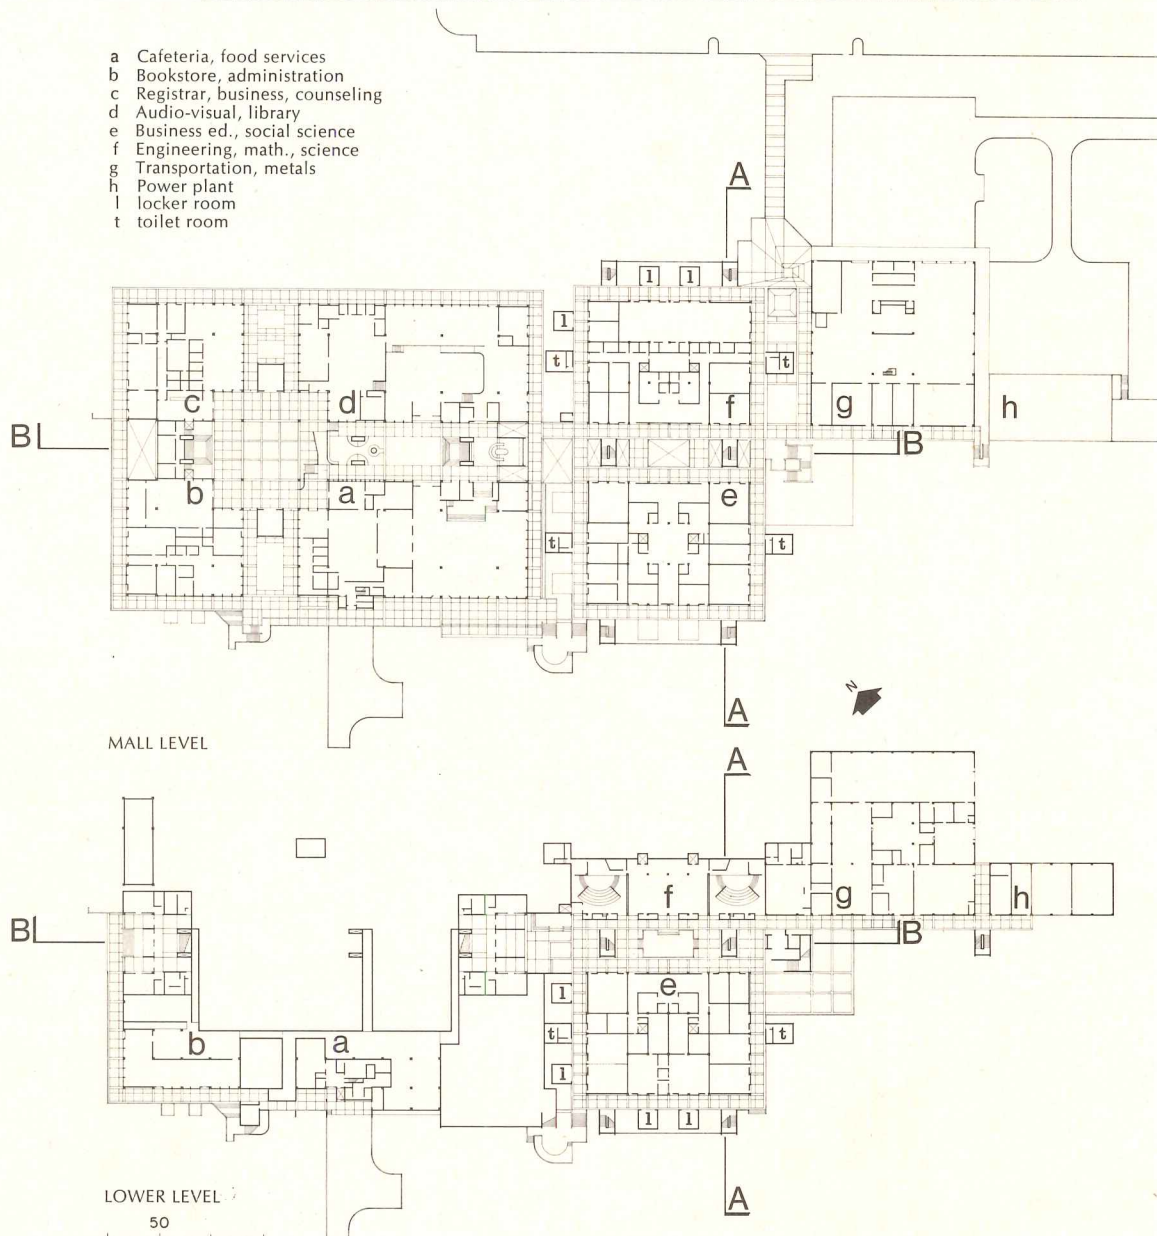 a Cafeteria, food services
b Bookstore, administration
c Registrar, business, counseling
d Audio-visual, library
e Business ed., social science
f Engineering, math., science
g Transportation, metals
h Power plant
l locker room
t toilet room
A
l l
l
t t
c d f g h
B B
b a e
t t
N
A
MALL LEVEL
A
f g h
B B
e
l
b a t t
l
l l
LOWER LEVEL
A
50